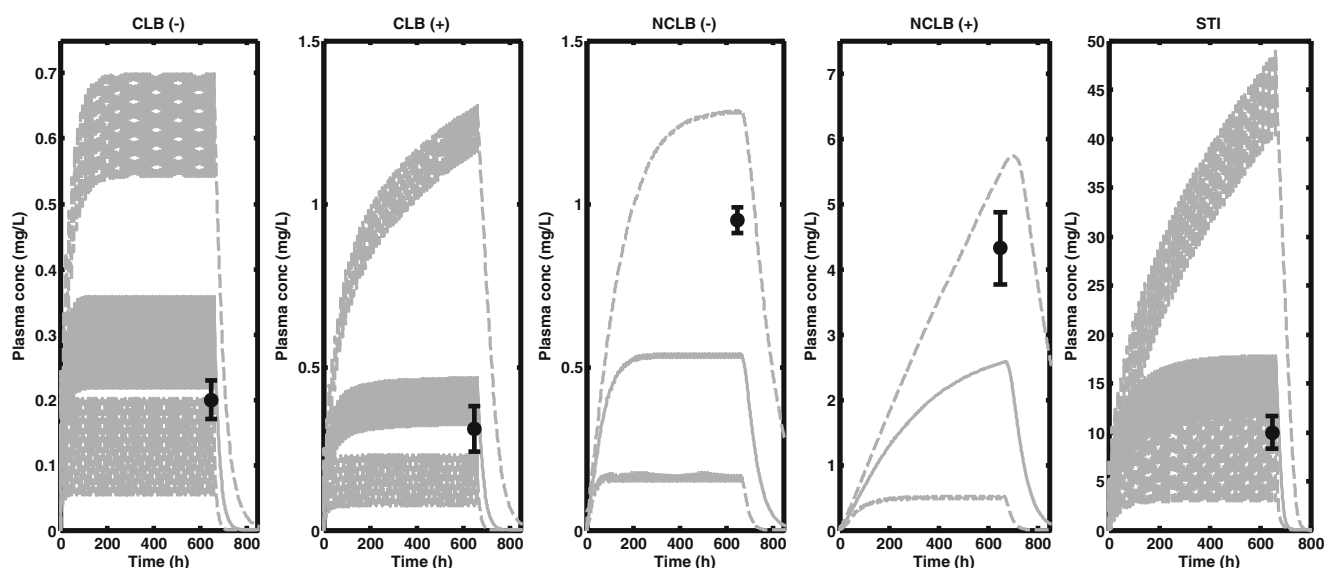 CLB (-)
Plasma conc (mg/L)
0.7
0.6
0.5
0.4
0.3
0.2
0.1
0
0 200 400 600 800
Time (h)
CLB (+)
Plasma conc (mg/L)
1.5
1
0.5
0
0 200 400 600 800
Time (h)
NCLB (-)
Plasma conc (mg/L)
1.5
1
0.5
0
0 200 400 600 800
Time (h)
NCLB (+)
Plasma conc (mg/L)
7
6
5
4
3
2
1
0
0 200 400 600 800
Time (h)
STI
Plasma conc (mg/L)
50
45
40
35
30
25
20
15
10
5
0
0 200 400 600 800
Time (h)